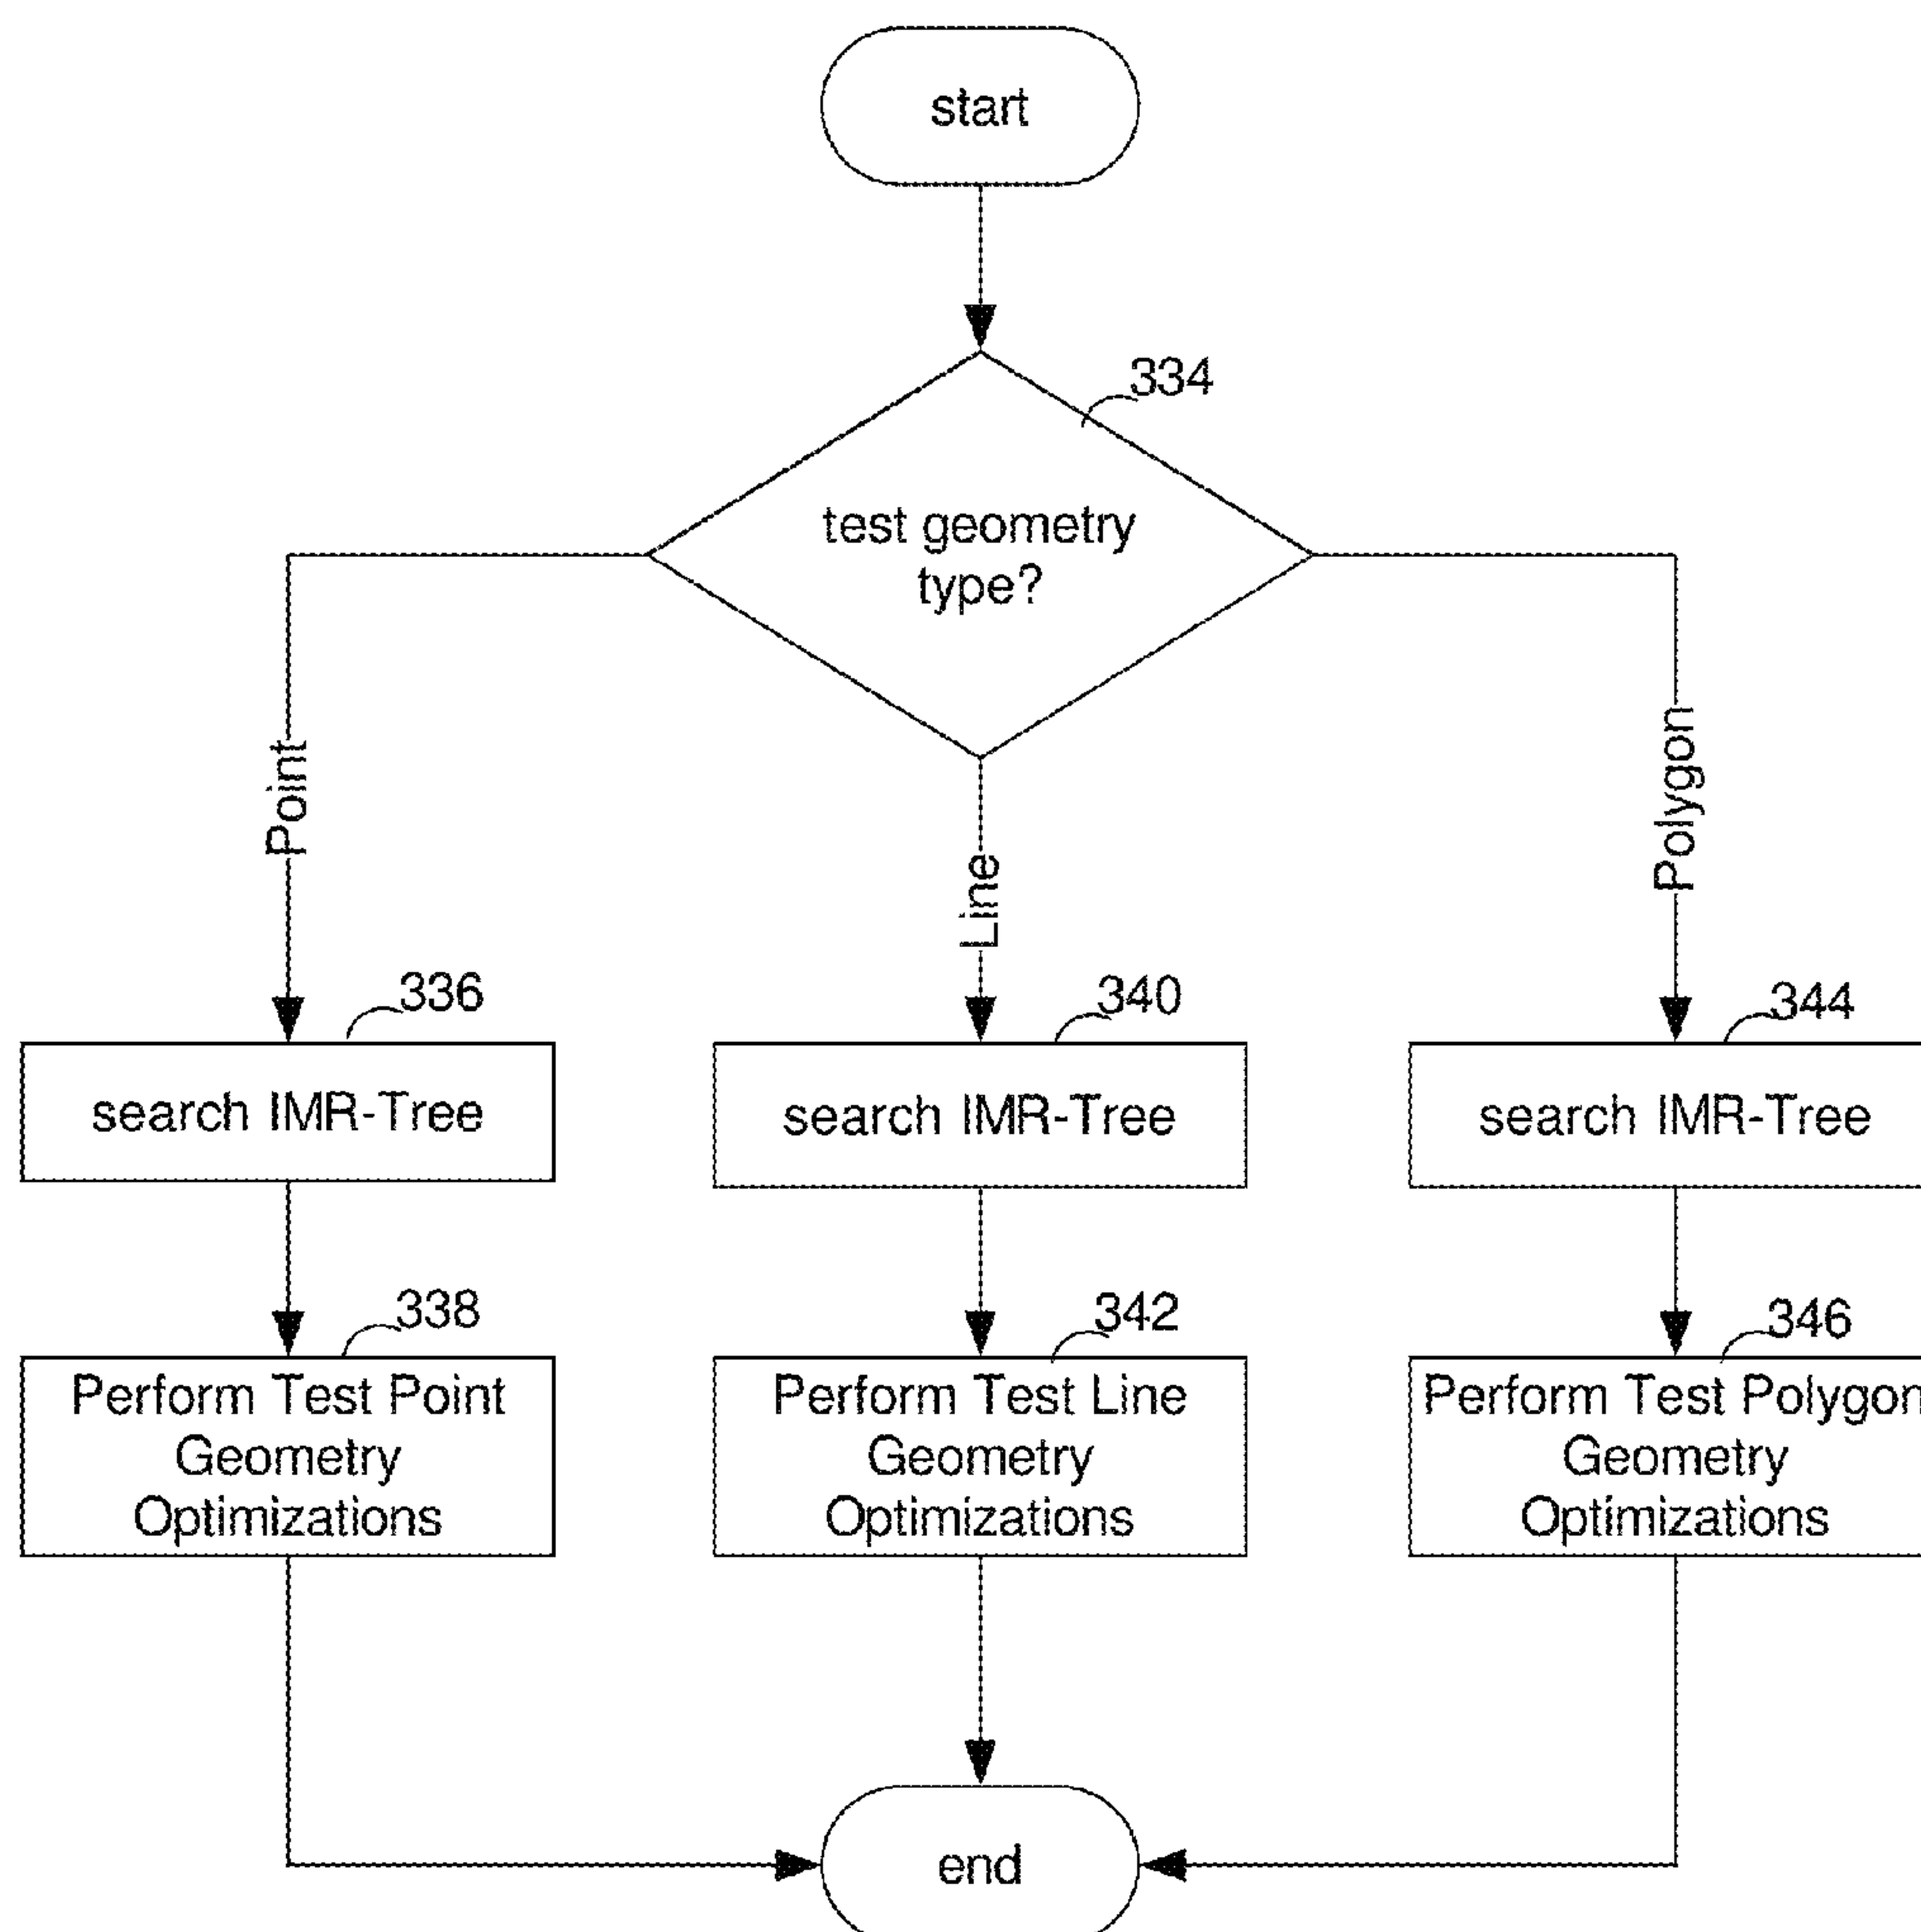 start
334
test geometry
type?
Point
Line
Polygon
336
search IMR-Tree
340
search IMR-Tree
344
search IMR-Tree
338
Perform Test Point
Geometry
Optimizations
342
Perform Test Line
Geometry
Optimizations
346
Perform Test Polygon
Geometry
Optimizations
end